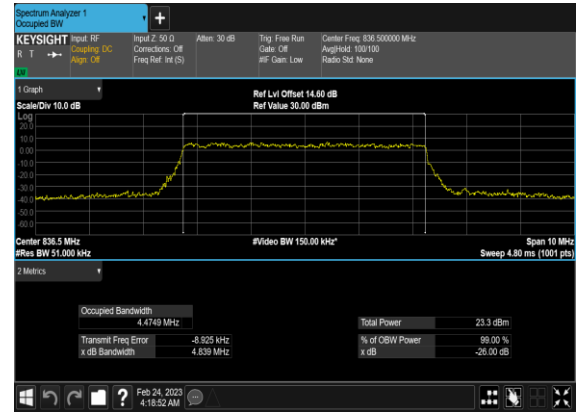 Spectrum Analyzer 1
Occupied BW
+
KEYSIGHT Input: RF Input Z: 50 Ω Atten: 30 dB Trig: Free Run Center Freq: 836.500000 MHz
R T Coupling: DC Corrections: Off Gate: Off Avg|Hold: 100/100
Align: Off Freq Ref: Int (S) #IF Gain: Low Radio Std: None
1 Graph Ref Lvl Offset 14.60 dB
Scale/Div 10.0 dB Ref Value 30.00 dBm
Log
20.0
10.0
0.00
-10.0
-20.0
-30.0
-40.0
-50.0
-60.0
Center 836.5 MHz #Video BW 150.00 kHz* Span 10 MHz
#Res BW 51.000 kHz Sweep 4.80 ms (1001 pts)
2 Metrics
Occupied Bandwidth
4.4749 MHz Total Power 23.3 dBm
Transmit Freq Error -8.925 kHz % of OBW Power 99.00 %
x dB Bandwidth 4.839 MHz x dB -26.00 dB
? Feb 24, 2023
4:18:52 AM